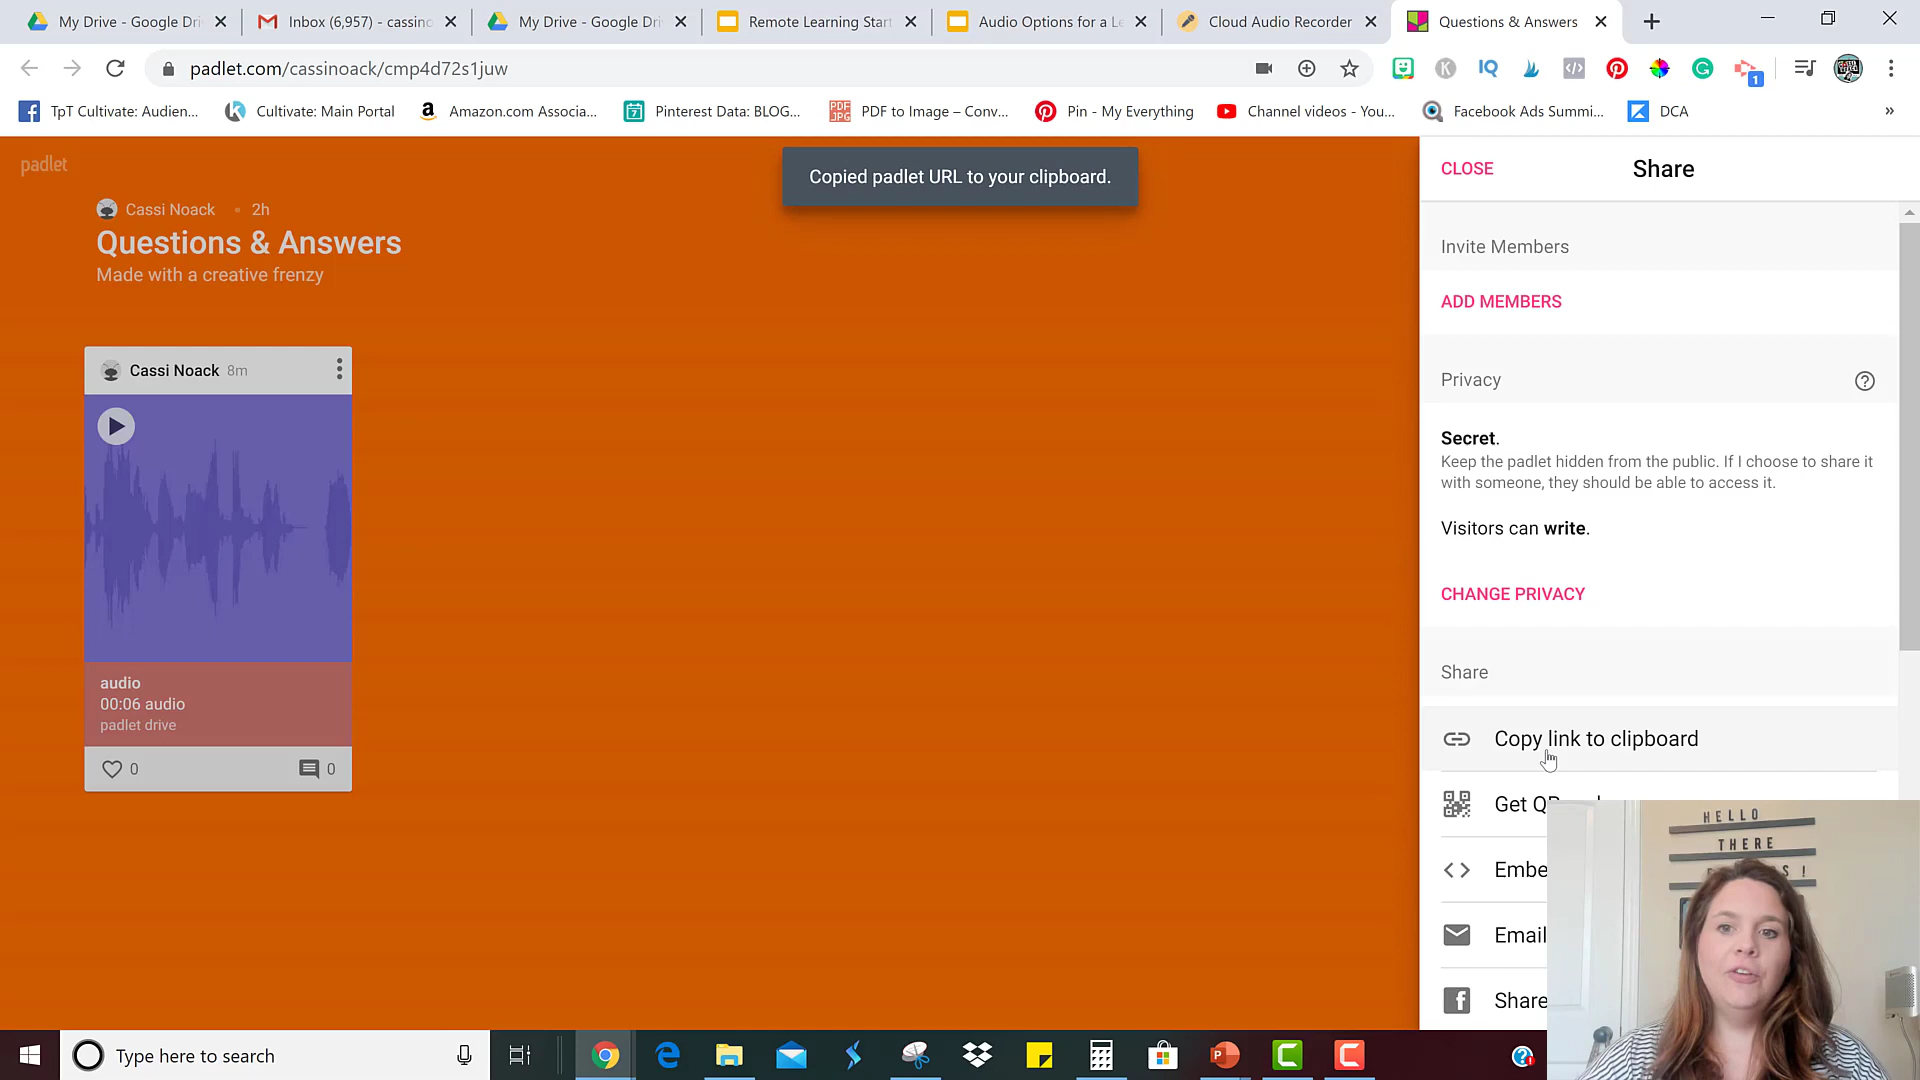 My Drive - Google Dri
Inbox (6,957) - cassino
My Drive - Google Dri
Remote Learning Start
Audio Options for a Le
Cloud Audio Recorder
Questions & Answers
padlet.com/cassinoack/cmp4d72s1juw
IQ
1
TpT Cultivate: Audien...
Cultivate: Main Portal
Amazon.com Associa...
Pinterest Data: BLOG...
PDF to Image – Conv...
Pin - My Everything
Channel videos - You...
Facebook Ads Summi...
DCA
padlet
Copied padlet URL to your clipboard.
Cassi Noack • 2h
Questions & Answers
Made with a creative frenzy
Cassi Noack 8m
audio
00:06 audio
padlet drive
0
0
CLOSE
Share
Invite Members
ADD MEMBERS
Privacy
Secret.
Keep the padlet hidden from the public. If I choose to share it
with someone, they should be able to access it.
Visitors can write.
CHANGE PRIVACY
Share
Copy link to clipboard
Get
Embe
Email
Share
HELLO
THERE
Type here to search